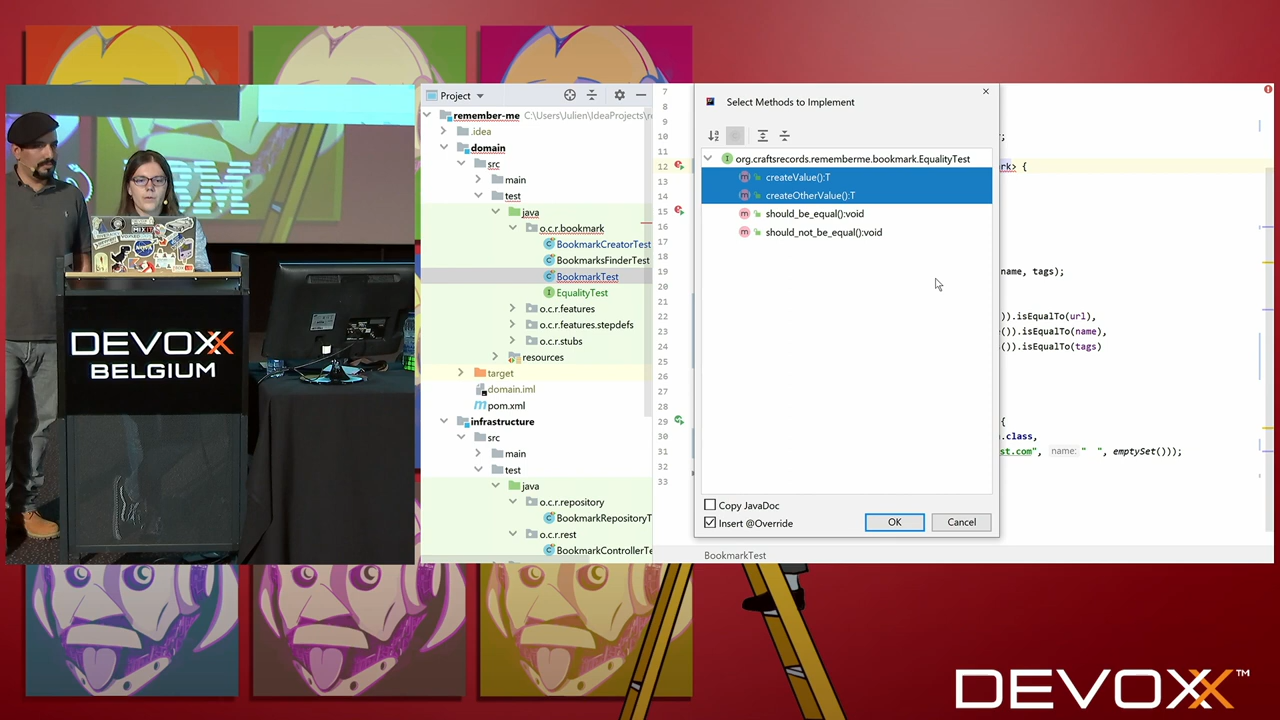 Project
remember-me C:\Users\Julien\IdeaProjects\re
.idea
domain
src
main
test
java
o.c.r.bookmark
BookmarkCreatorTest
BookmarksFinderTest
BookmarkTest
EqualityTest
o.c.r.features
o.c.r.features.stepdefs
o.c.r.stubs
resources
target
domain.iml
pom.xml
infrastructure
src
main
test
java
o.c.r.repository
BookmarkRepositoryT
o.c.r.rest
BookmarkControllerTe
7
8
9
10
11
12
13
14
15
16
17
18
19
20
21
22
23
24
25
26
27
28
29
30
31
32
33
Select Methods to Implement
org.craftsrecords.rememberme.bookmark.EqualityTest
createValue():T
createOtherValue():T
should_be_equal():void
should_not_be_equal():void
Copy JavaDoc
Insert @Override
OK
Cancel
;
rk> {
name, tags);
)).isEqualTo(url),
)).isEqualTo(name),
)).isEqualTo(tags)
{
.class,
st.com", name: " ", emptySet()));
BookmarkTest
DEVOXX
BELGIUM
DEVOXX™